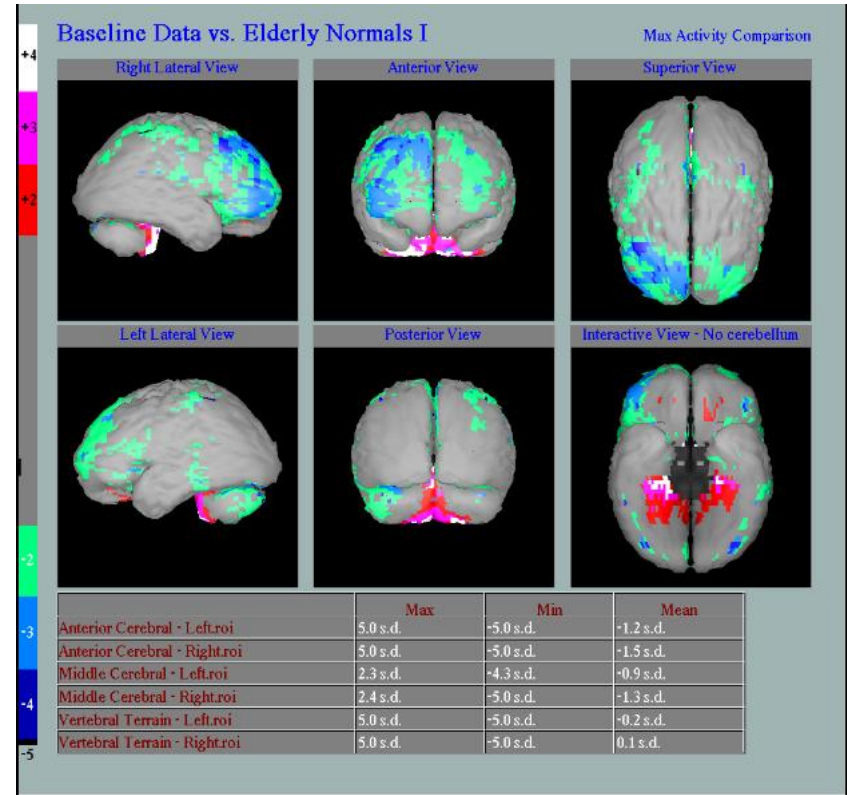 Baseline Data vs. Elderly Normals I
Max Activity Comparison
+4
+3
+2
-2
-3
-4
-5
Right Lateral View
Anterior View
Superior View
Left Lateral View
Posterior View
Interactive View - No cerebellum
Max Min Mean
Anterior Cerebral - Left.roi 5.0 s.d. -5.0 s.d. -1.2 s.d.
Anterior Cerebral - Right.roi 5.0 s.d. -5.0 s.d. -1.5 s.d.
Middle Cerebral - Left.roi 2.3 s.d. -4.3 s.d. -0.9 s.d.
Middle Cerebral - Right.roi 2.4 s.d. -5.0 s.d. -1.3 s.d.
Vertebral Terrain - Left.roi 5.0 s.d. -5.0 s.d. -0.2 s.d.
Vertebral Terrain - Right.roi 5.0 s.d. -5.0 s.d. 0.1 s.d.